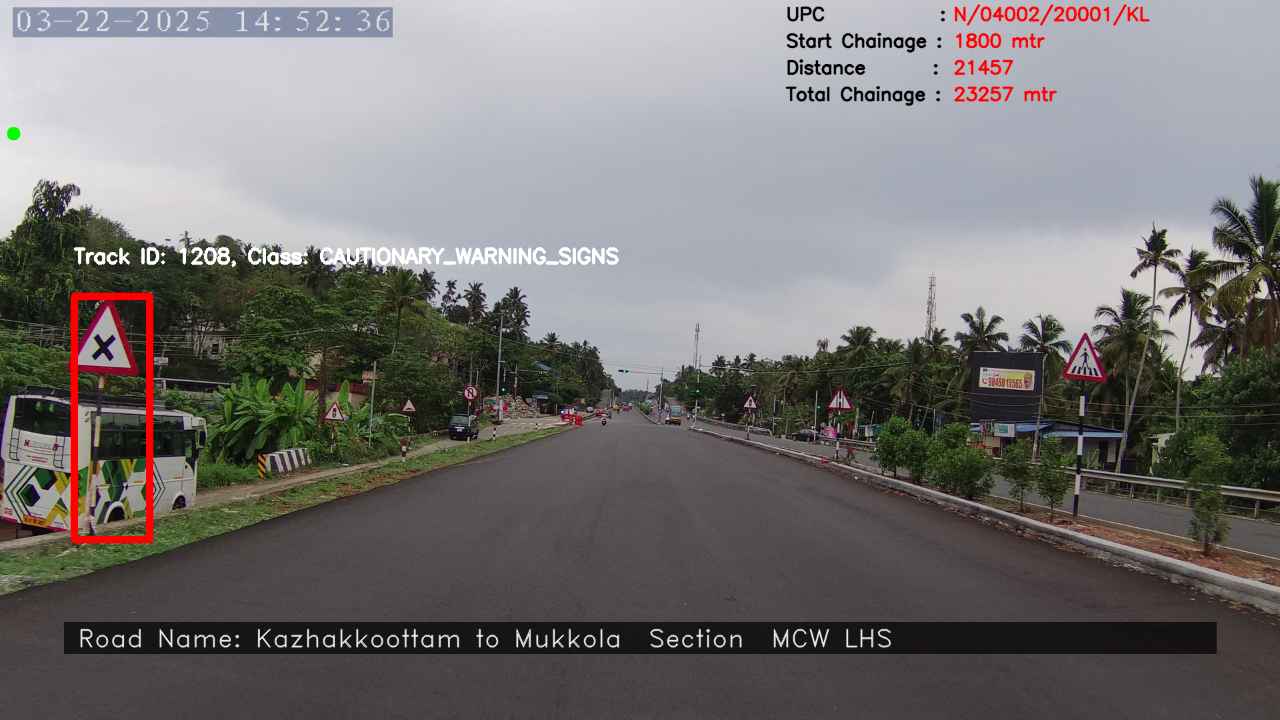 03-22-2025 14:52:36
UPC : N/04002/20001/KL
Start Chainage : 1800 mtr
Distance : 21457
Total Chainage : 23257 mtr
Track ID: 1208, Class: CAUTIONARY_WARNING_SIGNS
Road Name: Kazhakkoottam to Mukkola Section MCW LHS